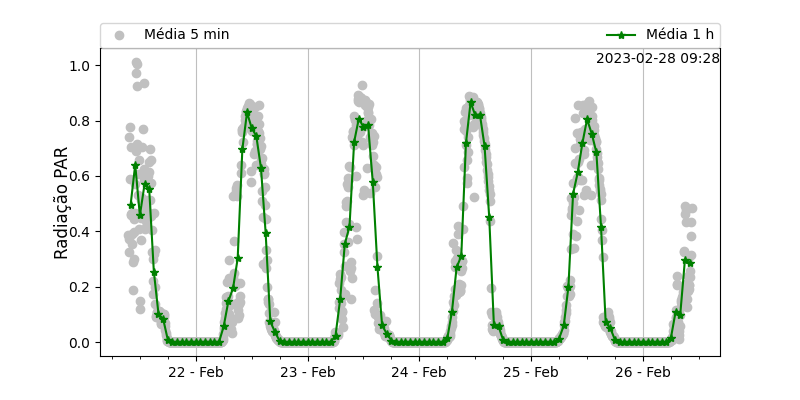 Média 5 min
Média 1 h
2023-02-28 09:28
Radiação PAR
1.0
0.8
0.6
0.4
0.2
0.0
22 - Feb
23 - Feb
24 - Feb
25 - Feb
26 - Feb